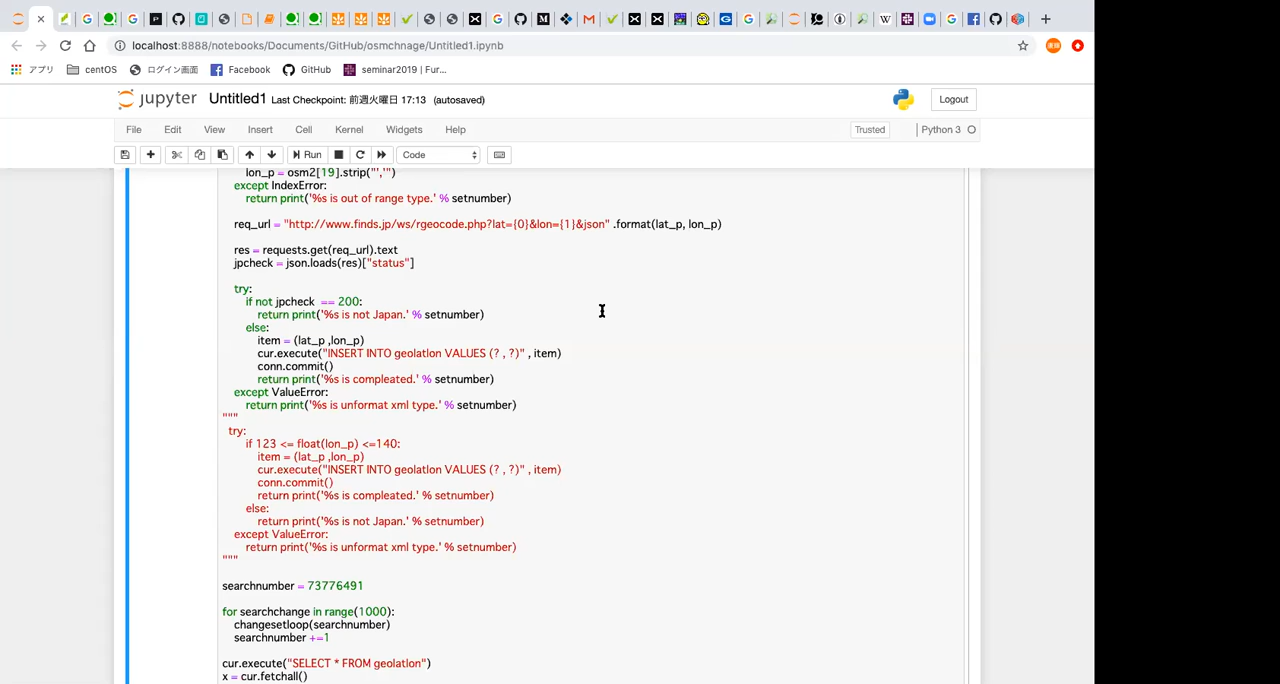 localhost:8888/notebooks/Documents/GitHub/osmchnage/Untitled1.ipynb
アプリ centOS ログイン画面 Facebook GitHub seminar2019 | Fur...
jupyter Untitled1 Last Checkpoint: 前週火曜日 17:13 (autosaved) Logout
File Edit View Insert Cell Kernel Widgets Help Trusted Python 3
Run Code
lon_p = osm2[19].strip("','")
except IndexError:
return print('%s is out of range type.' % setnumber)
req_url = "http://www.finds.jp/ws/rgeocode.php?lat={0}&lon={1}&json" .format(lat_p, lon_p)
res = requests.get(req_url).text
jpcheck = json.loads(res)["status"]
try:
if not jpcheck == 200:
return print('%s is not Japan.' % setnumber)
else:
item = (lat_p ,lon_p)
cur.execute("INSERT INTO geolatlon VALUES (? , ?)" , item)
conn.commit()
return print('%s is compleated.' % setnumber)
except ValueError:
return print('%s is unformat xml type.' % setnumber)
"""
try:
if 123 <= float(lon_p) <=140:
item = (lat_p ,lon_p)
cur.execute("INSERT INTO geolatlon VALUES (? , ?)" , item)
conn.commit()
return print('%s is compleated.' % setnumber)
else:
return print('%s is not Japan.' % setnumber)
except ValueError:
return print('%s is unformat xml type.' % setnumber)
"""
searchnumber = 73776491
for searchchange in range(1000):
changesetloop(searchnumber)
searchnumber +=1
cur.execute("SELECT * FROM geolatlon")
x = cur.fetchall()